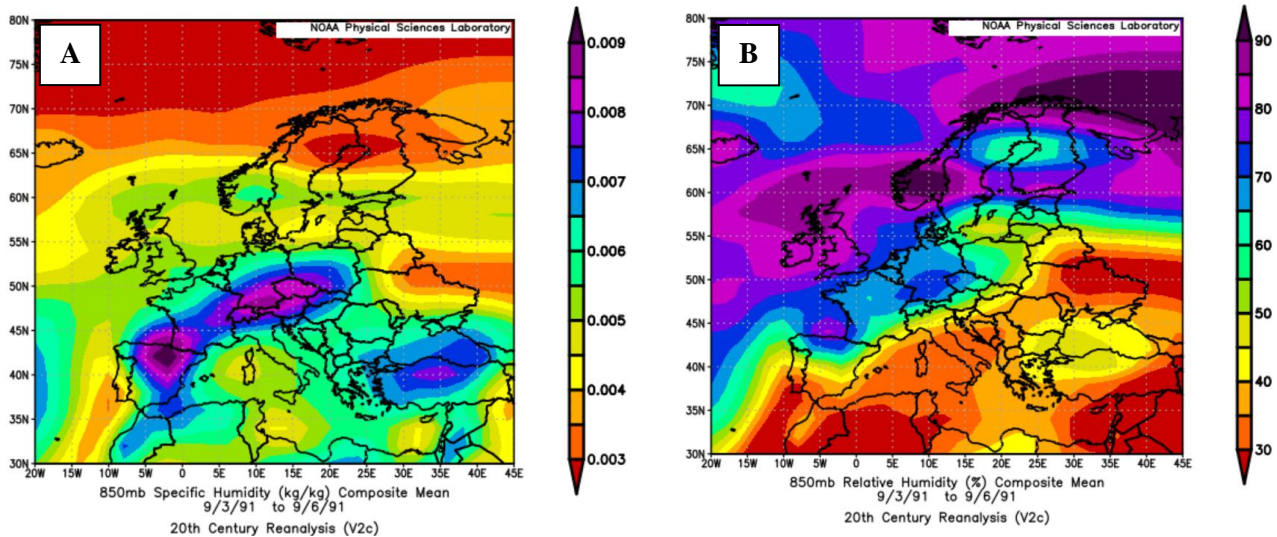 A
NOAA Physical Sciences Laboratory
80N
75N
70N
65N
60N
55N
50N
45N
40N
35N
30N
20W 15W 10W 5W 0 5E 10E 15E 20E 25E 30E 35E 40E 45E
0.009
0.008
0.007
0.006
0.005
0.004
0.003
850mb Specific Humidity (kg/kg) Composite Mean
9/3/91 to 9/6/91
20th Century Reanalysis (V2c)
B
NOAA Physical Sciences Laboratory
80N
75N
70N
65N
60N
55N
50N
45N
40N
35N
30N
20W 15W 10W 5W 0 5E 10E 15E 20E 25E 30E 35E 40E 45E
90
80
70
60
50
40
30
850mb Relative Humidity (%) Composite Mean
9/3/91 to 9/6/91
20th Century Reanalysis (V2c)